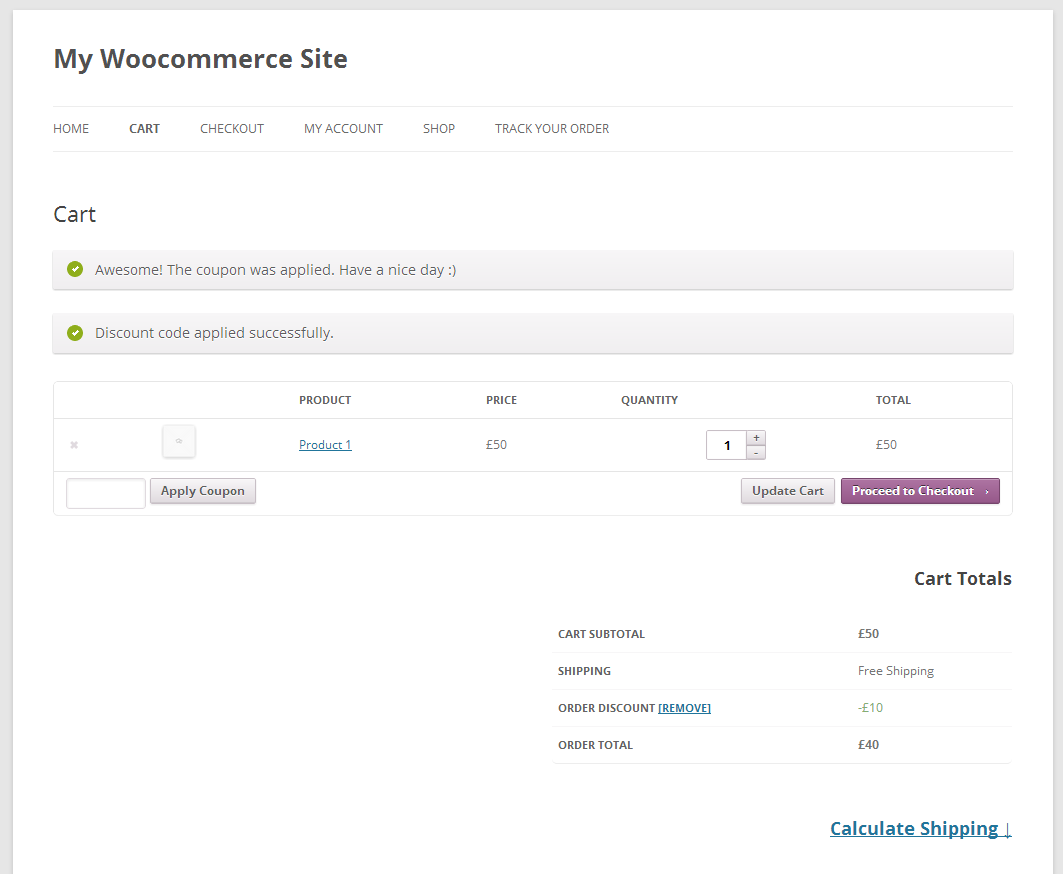 My Woocommerce Site
HOME CART CHECKOUT MY ACCOUNT SHOP TRACK YOUR ORDER
Cart
Awesome! The coupon was applied. Have a nice day :)
Discount code applied successfully.
PRODUCT PRICE QUANTITY TOTAL
✖ Product 1 £50 1 + - £50
Apply Coupon Update Cart Proceed to Checkout ›
Cart Totals
CART SUBTOTAL £50
SHIPPING Free Shipping
ORDER DISCOUNT [REMOVE] -£10
ORDER TOTAL £40
Calculate Shipping ↓